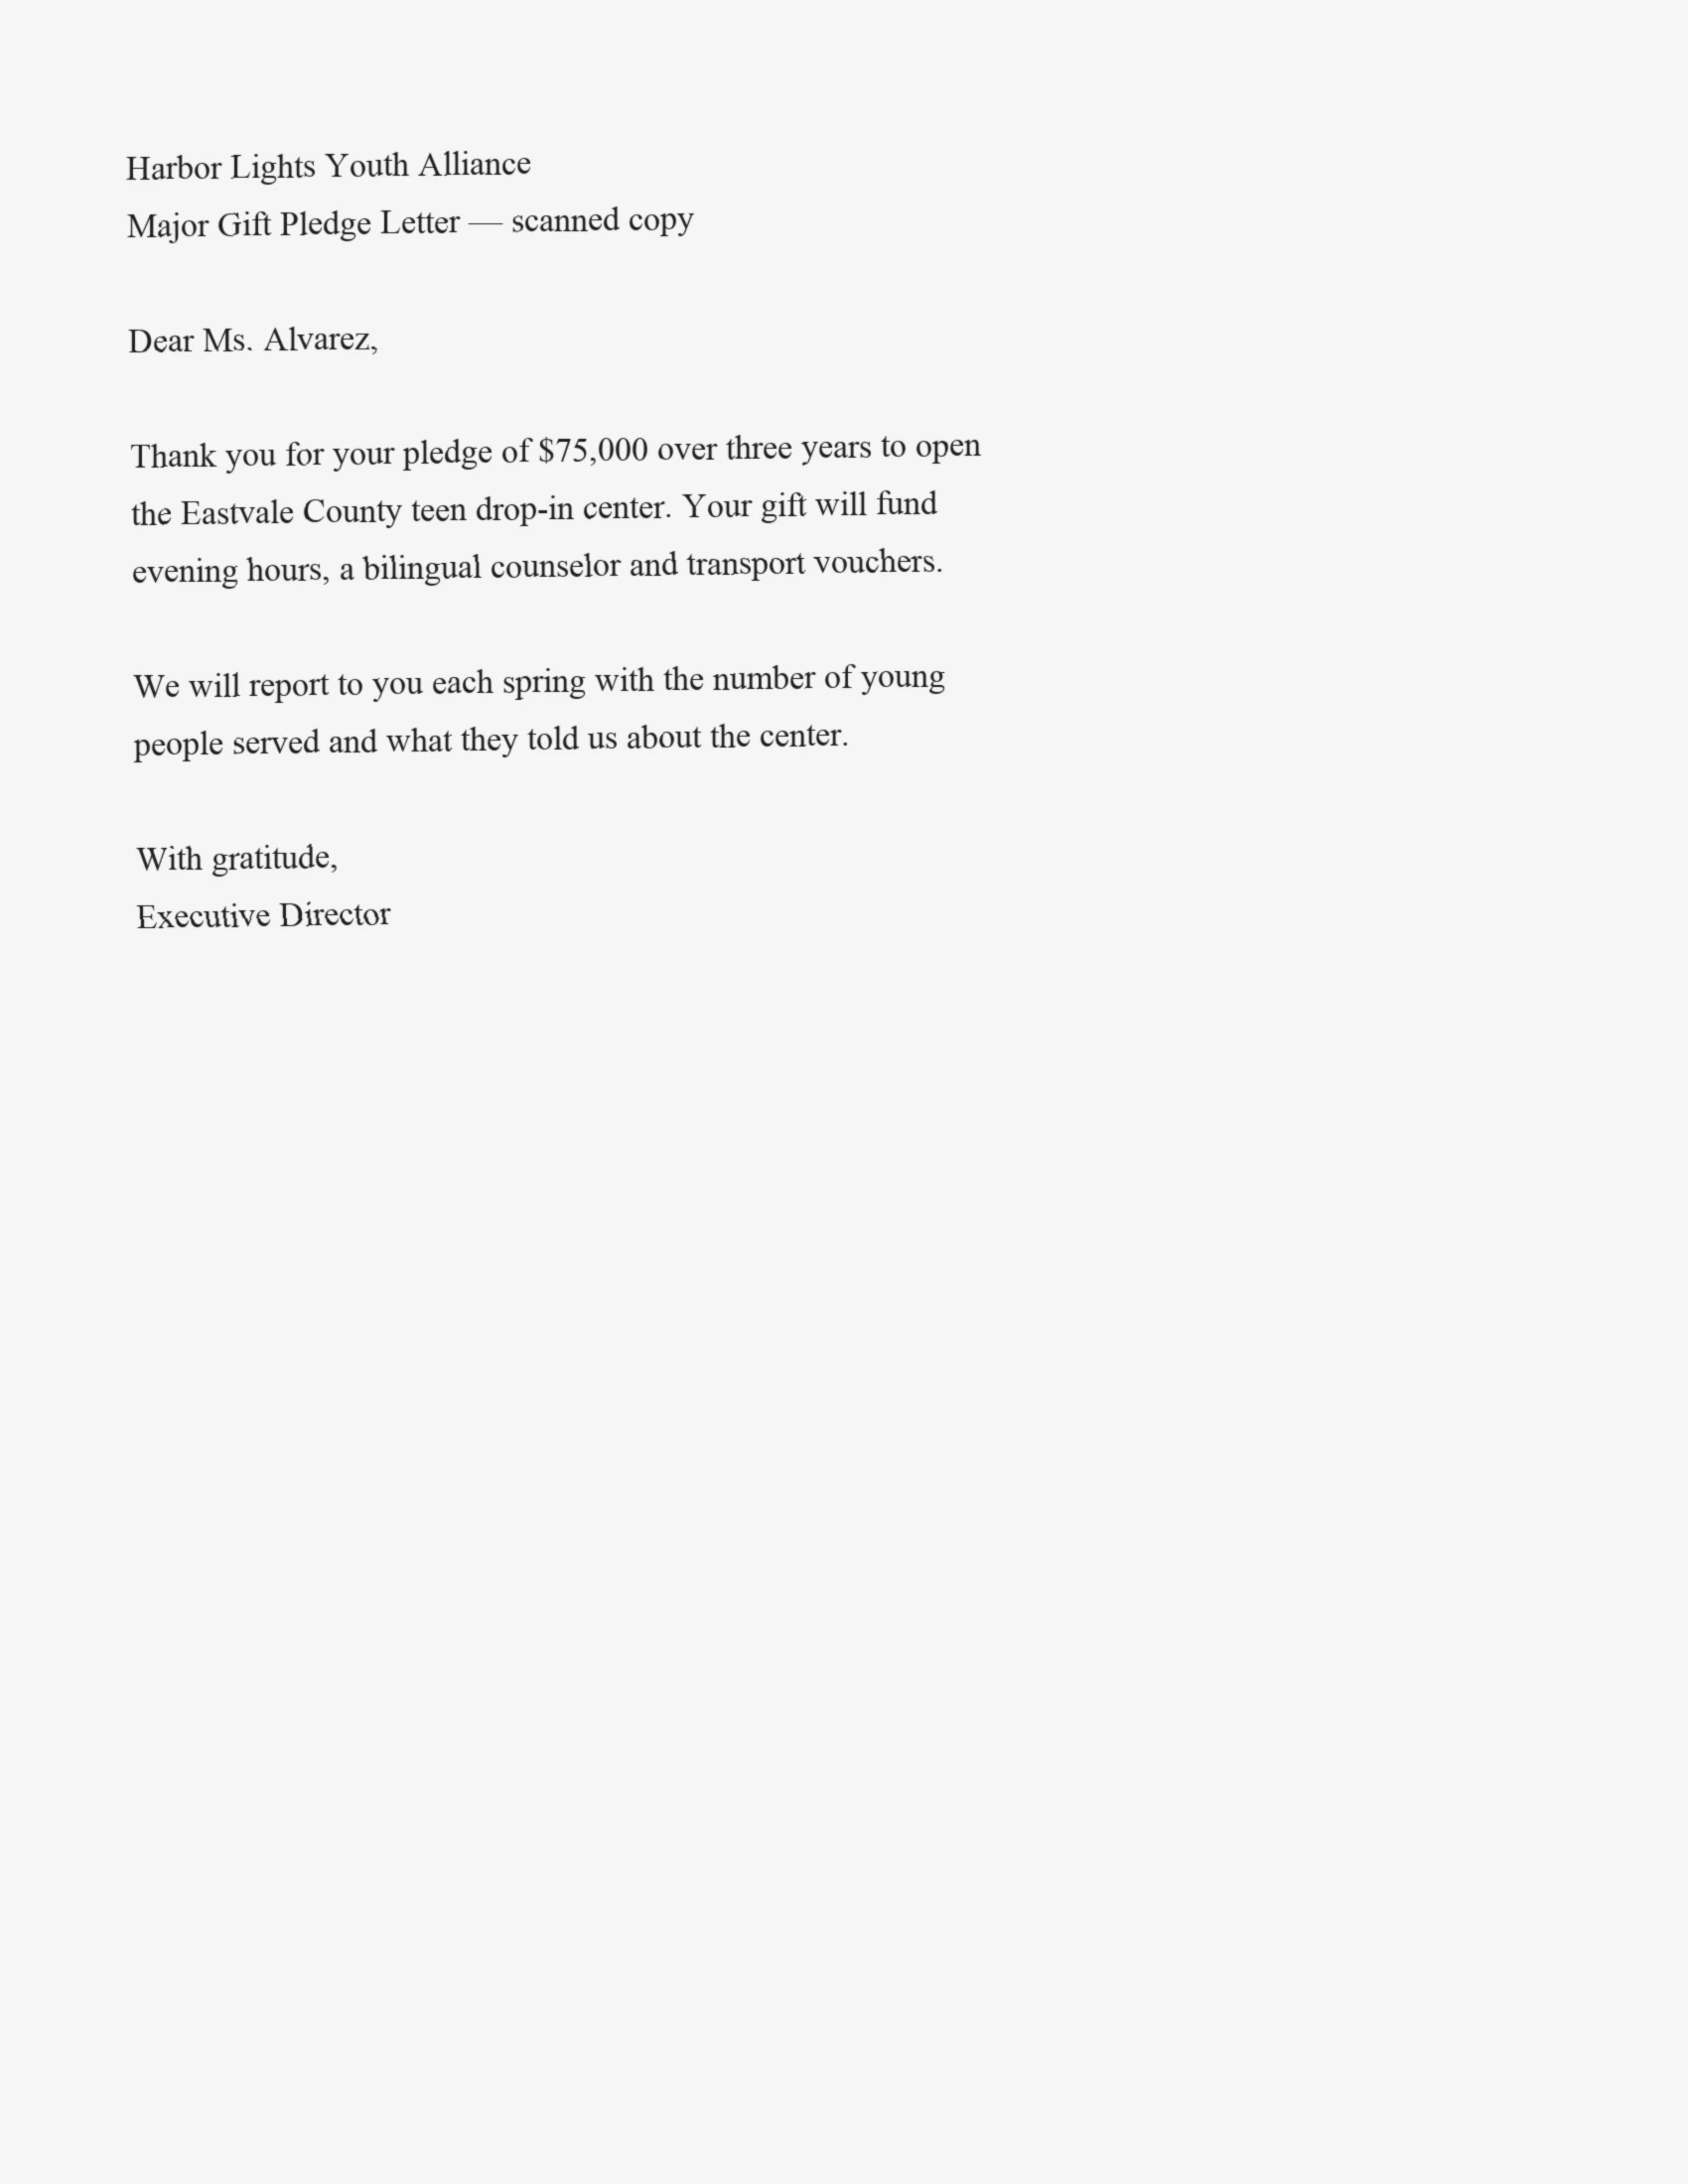 Harbor Lights Youth Alliance
Major Gift Pledge Letter — scanned copy
Dear Ms. Alvarez,
Thank you for your pledge of $75,000 over three years to open
the Eastvale County teen drop-in center. Your gift will fund
evening hours, a bilingual counselor and transport vouchers.
We will report to you each spring with the number of young
people served and what they told us about the center.
With gratitude,
Executive Director